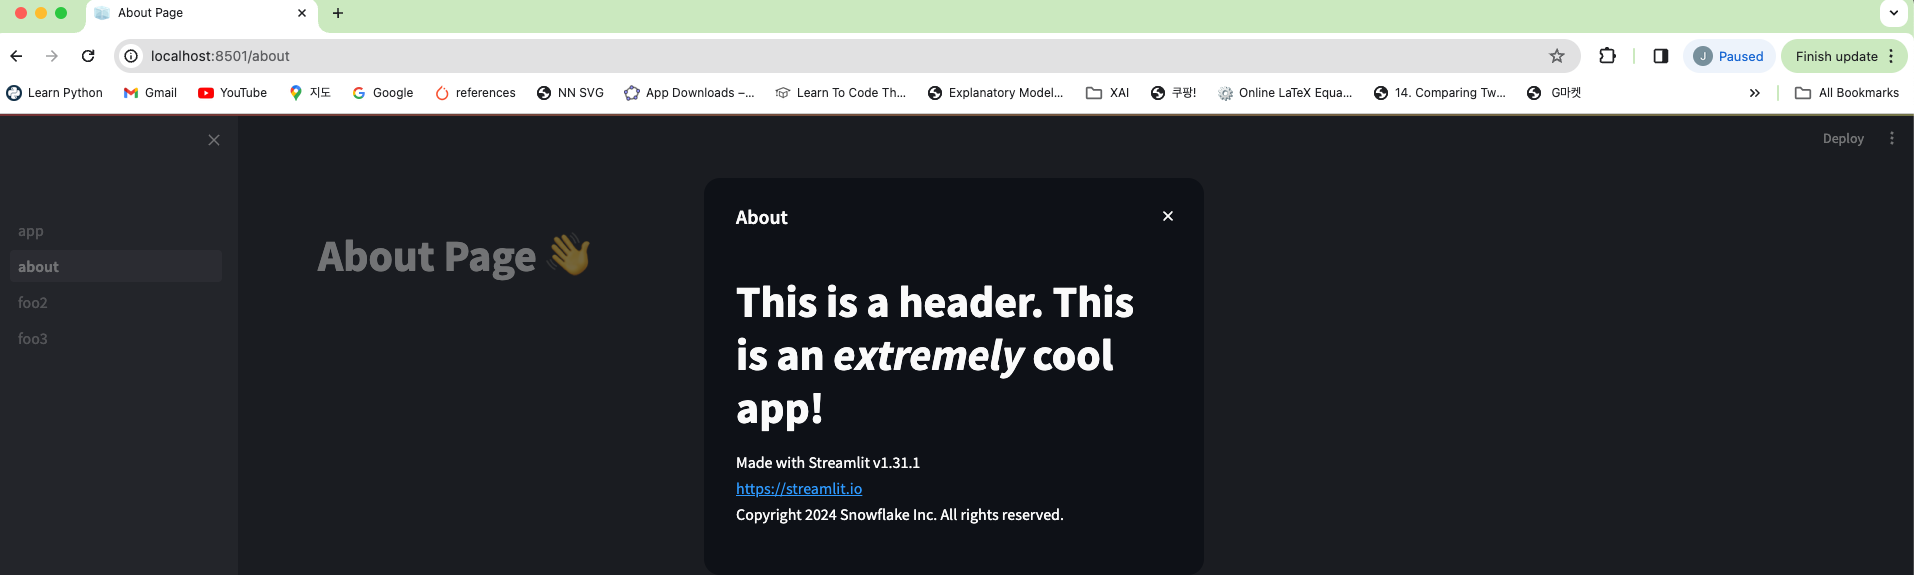 About Page
localhost:8501/about
J Paused
Finish update
Learn Python
Gmail
YouTube
지도
Google
references
NN SVG
App Downloads –...
Learn To Code Th...
Explanatory Model...
XAI
쿠팡!
Online LaTeX Equa...
14. Comparing Tw...
G마켓
All Bookmarks
Deploy
app
about
foo2
foo3
About Page 👋
About
This is a header. This
is an extremely cool
app!
Made with Streamlit v1.31.1
https://streamlit.io
Copyright 2024 Snowflake Inc. All rights reserved.